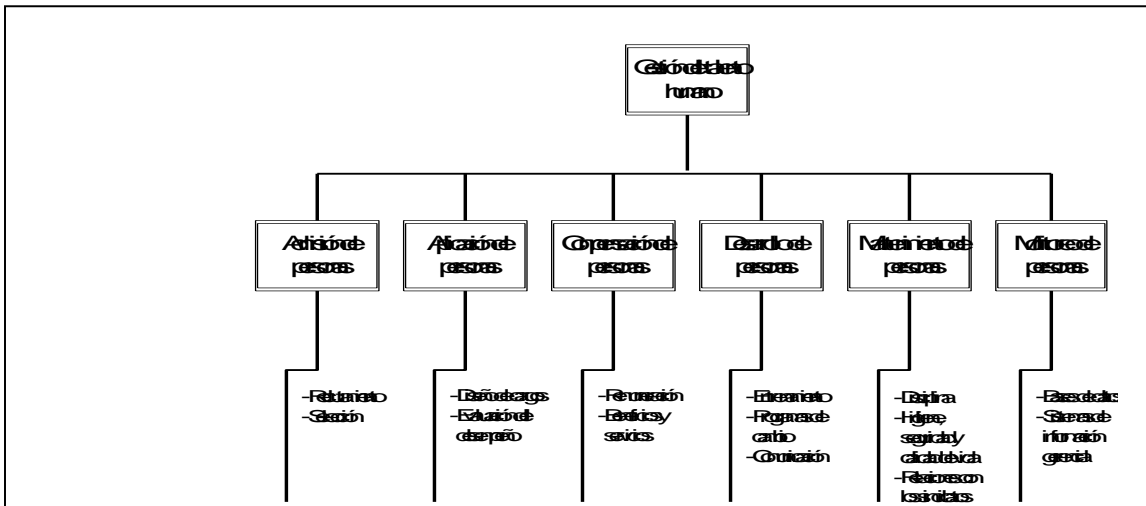 Gestión del talento
humano
Admisión de
personas
Aplicación de
personas
Compensación de
personas
Desarrollo de
personas
Mantenimiento de
personas
Monitoreo de
personas
- Reclutamiento
- Selección
- Diseño de cargos
- Evaluación de
desempeño
- Remuneración
- Beneficios y
servicios
- Entrenamiento
- Programas de
cambio
- Comunicación
- Disciplina
- Higiene,
seguridad y
calidad de vida
- Relaciones con
los sindicatos
- Bases de datos
- Sistemas de
información
gerencial